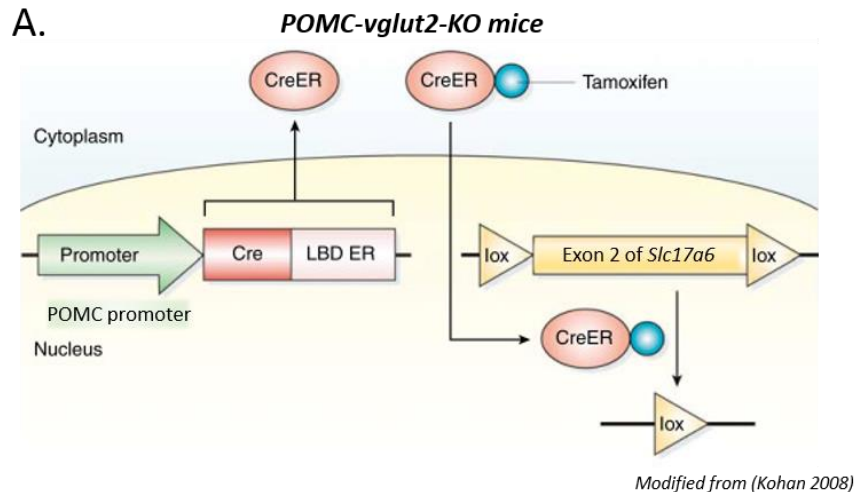 A.
POMC-vglut2-KO mice
CreER
CreER
Tamoxifen
Cytoplasm
Promoter
Cre
LBD ER
lox
Exon 2 of Slc17a6
lox
POMC promoter
CreER
Nucleus
lox
Modified from (Kohan 2008)